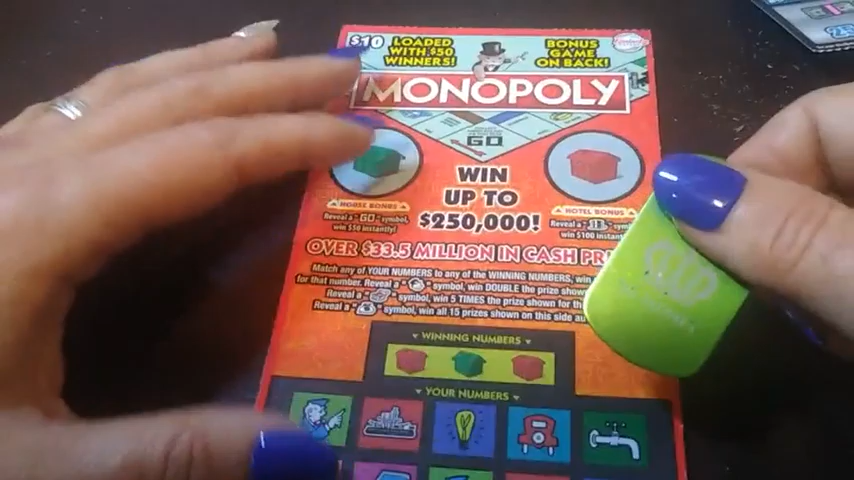 $10
LOADED
WITH $50
WINNERS!
BONUS
GAME
ON BACK!
MONOPOLY
GO
WIN
UP TO
$250,000!
HOUSE BONUS
Reveal a "GO" symbol,
win $50 instantly!
HOTEL BONUS
Reveal a
win $100 instant
OVER $33.5 MILLION IN CASH PR
Match any of YOUR NUMBERS to any of the WINNING NUMBERS, win
for that number. Reveal a symbol, win DOUBLE the prize show
Reveal a symbol, win 5 TIMES the prize shown for
Reveal a symbol, win all 15 prizes shown on this side
WINNING NUMBERS
YOUR NUMBERS